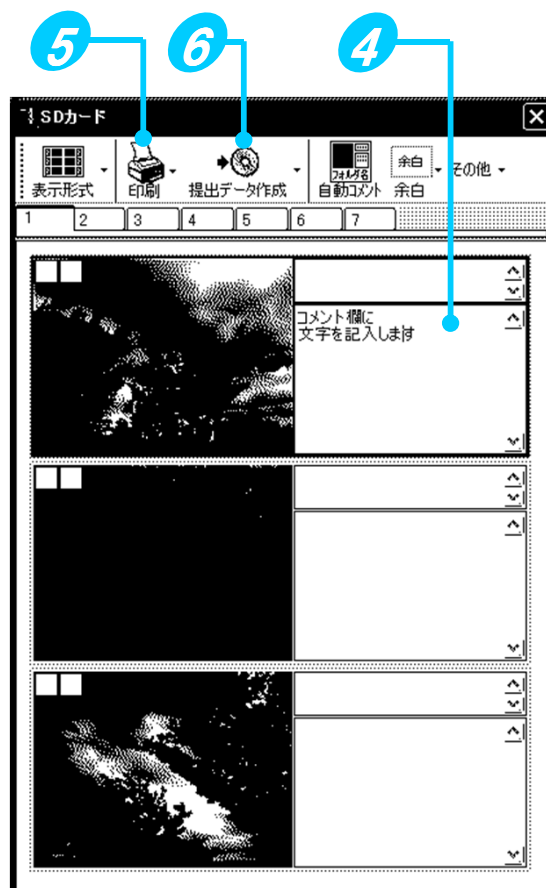 5 6 4
SDカード
表示形式 印刷 提出データ作成 フォルダ名 自動コメント 余白 余白 その他
1 2 3 4 5 6 7
コメント欄に
文字を記入します